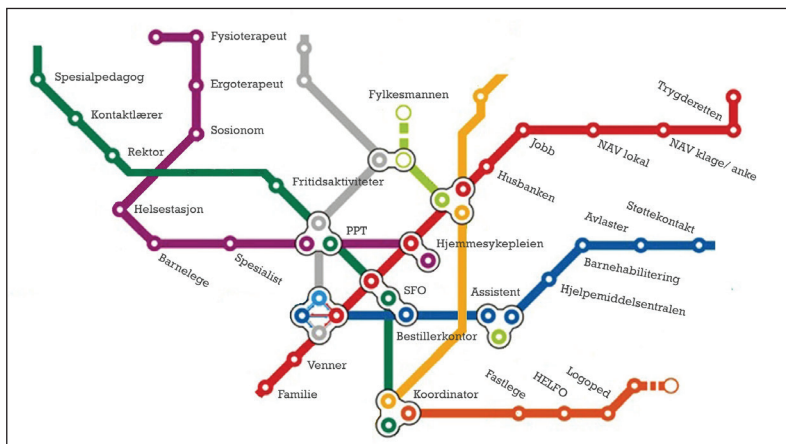 Fysioterapeut
Spesialpedagog
Ergoterapeut
Fylkesmannen
Trygderetten
Kontaktlærer
Sosionom
Rektor
Jobb
NAV lokal
NAV klage/ anke
Husbanken
Fritidsaktiviteter
Helsestasjon
PPT
Hjemmesykepleien
Avlaster
Støttekontakt
Barnelege
Spesialist
Barnehabilitering
Hjelpemiddelsentralen
SFO
Assistent
Bestillerkontor
Venner
Familie
Koordinator
Fastlege
HELFO
Logoped